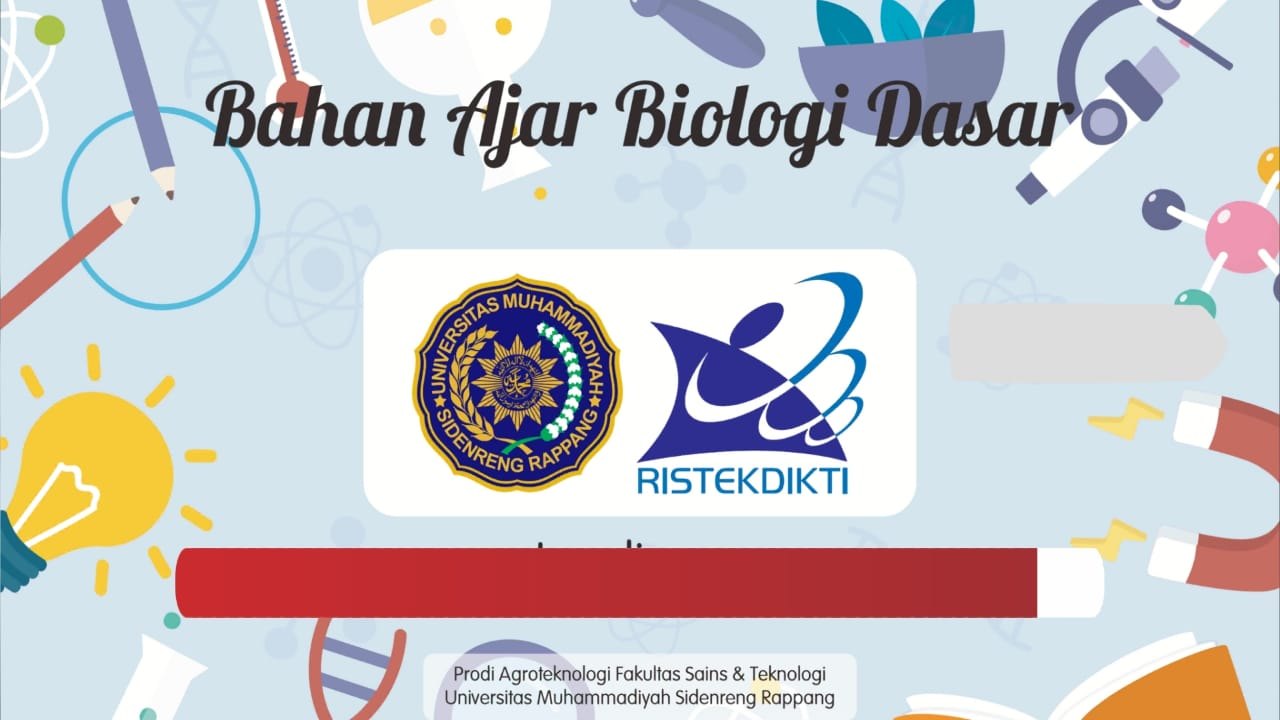 Bahan Ajar Biologi Dasar
UNIVERSITAS MUHAMMADIYAH
SIDENRENG RAPPANG
RISTEKDIKTI
Prodi Agroteknologi Fakultas Sains & Teknologi
Universitas Muhammadiyah Sidenreng Rappang